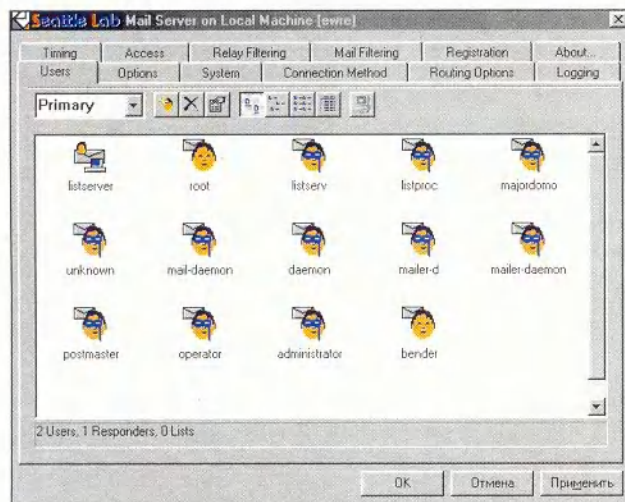 Seattle Lab Mail Server on Local Machine [ewre]
Timing Access Relay Filtering Mail Filtering Registration About...
Users Options System Connection Method Routing Options Logging
Primary
listserver root listserv listproc majordomo
unknown mail-daemon daemon mailer-d mailer-daemon
postmaster operator administrator bender
2 Users, 1 Responders, 0 Lists
OK Отмена Применить